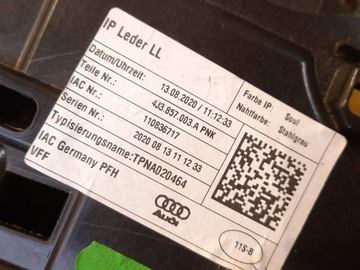 IP Leder LL
Datum/Uhrzeit: 13.08.2020 / 11:12:33
Teile Nr.: 4J3.857.003.A PNK
IAC Nr.: 110836717
Serien Nr.: 2020 08 13 11 12 33
Typisierungsname: TPNA020464
IAC Germany PFH
VFF
Farbe IP: Soul
Nahtfarbe: Stahlgrau
Audi
11S-B